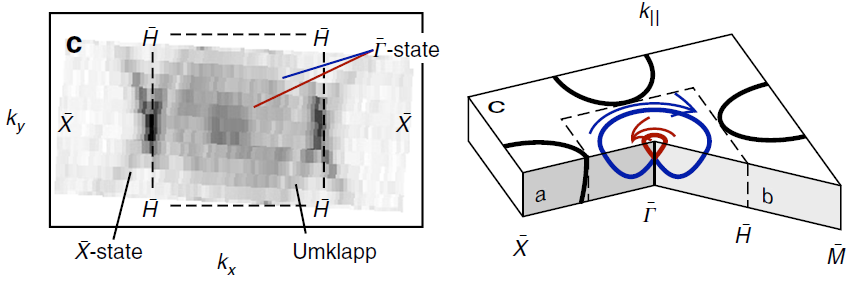 c
H̄ H̄
Γ̄-state
k_y
X̄ X̄
H̄ H̄
X̄-state
k_x
Umklapp
k_||
c
a
b
X̄
Γ̄
H̄
M̄